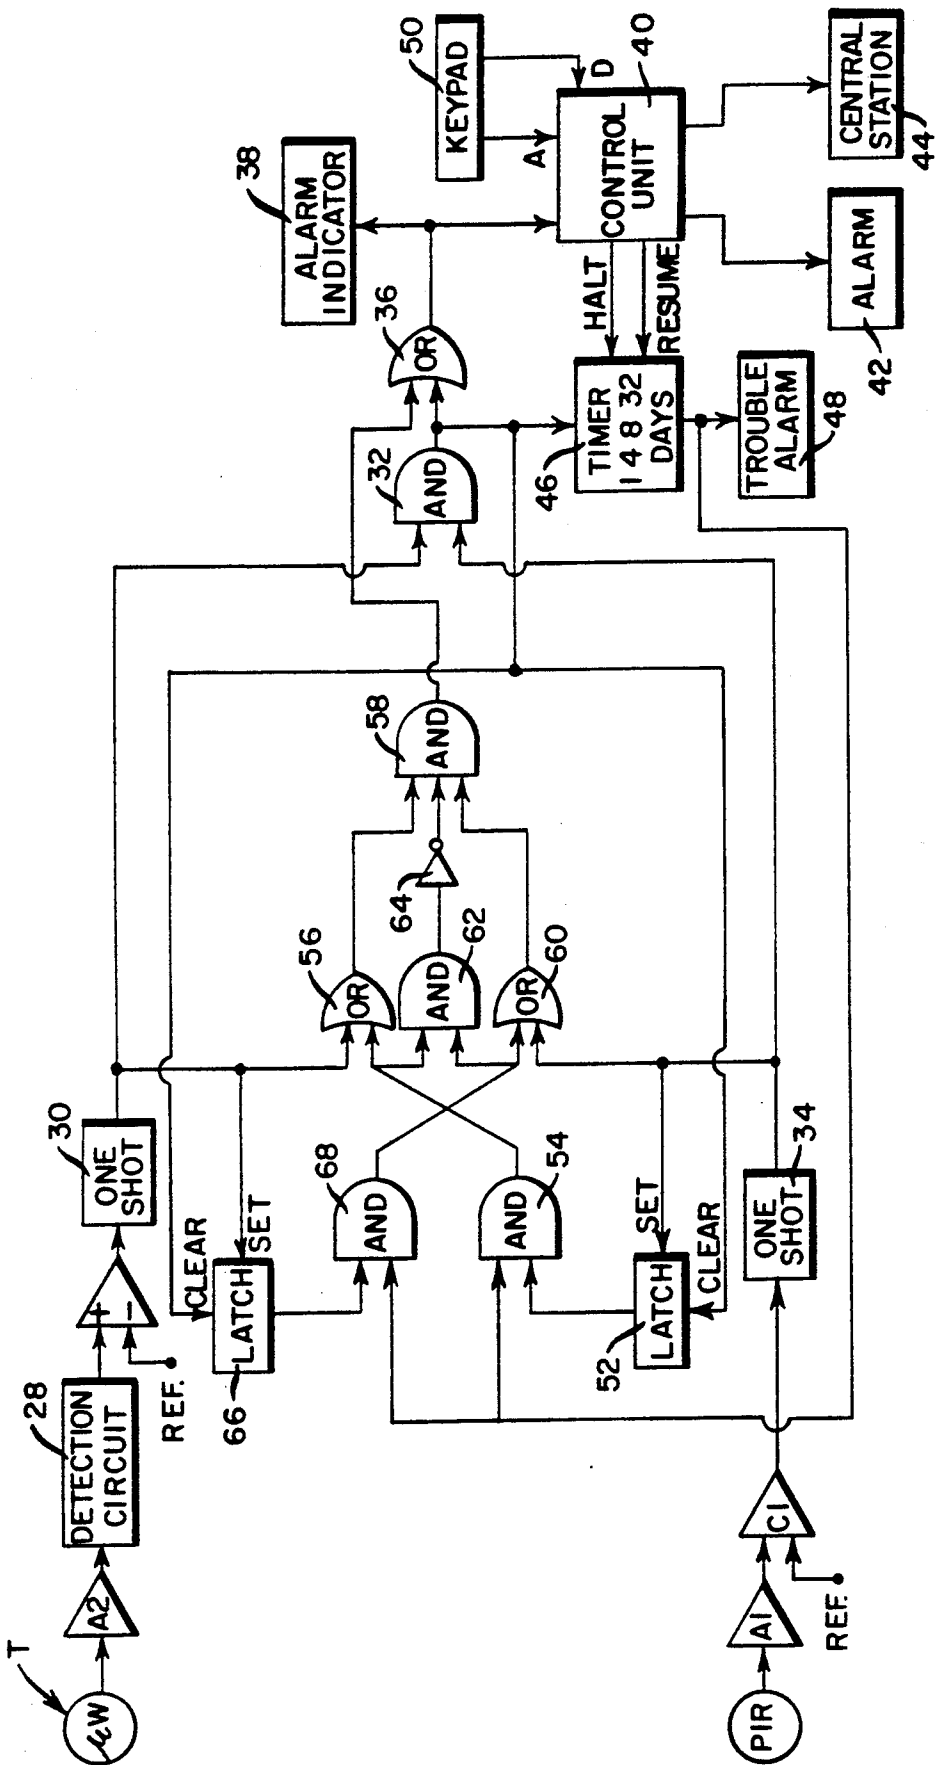 T
μW
A2
28
DETECTION
CIRCUIT
REF.
+
−
30
ONE
SHOT
CLEAR
SET
LATCH
66
68
AND
54
AND
SET
52
LATCH
CLEAR
34
ONE
SHOT
PIR
A1
C1
REF.
56
OR
62
AND
60
OR
64
58
AND
32
AND
36
OR
38
ALARM
INDICATOR
46
TIMER
1 4 8 32
DAYS
HALT
RESUME
TROUBLE
ALARM
48
50
KEYPAD
A
D
CONTROL
UNIT
40
42
ALARM
CENTRAL
STATION
44